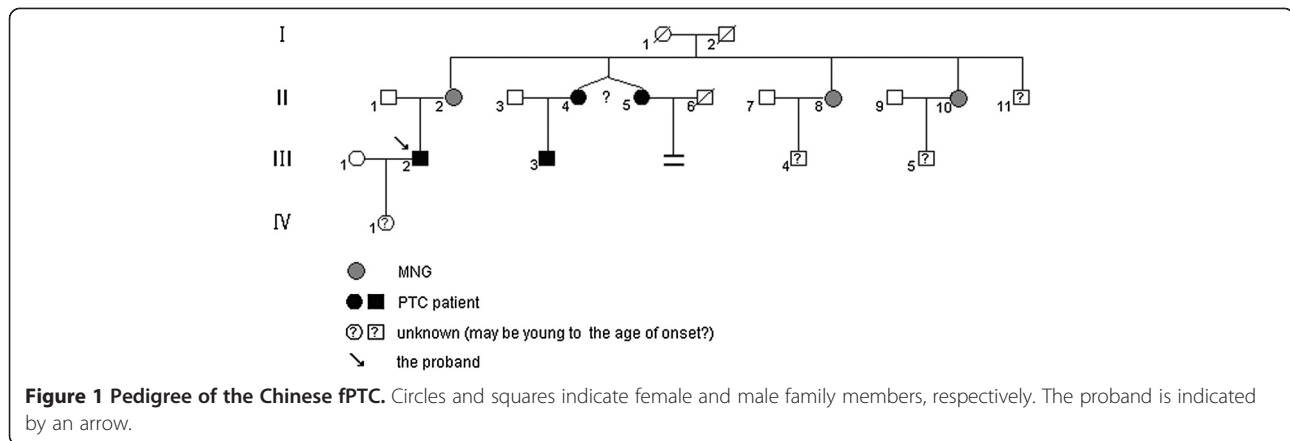 I
1 2
II
1 2 3 4 ? 5 6 7 8 9 10 11 ?
III
1 2 3 4 ? 5 ?
IV
1 ?
MNG
PTC patient
? ? unknown (may be young to the age of onset?)
the proband
Figure 1 Pedigree of the Chinese fPTC. Circles and squares indicate female and male family members, respectively. The proband is indicated
by an arrow.